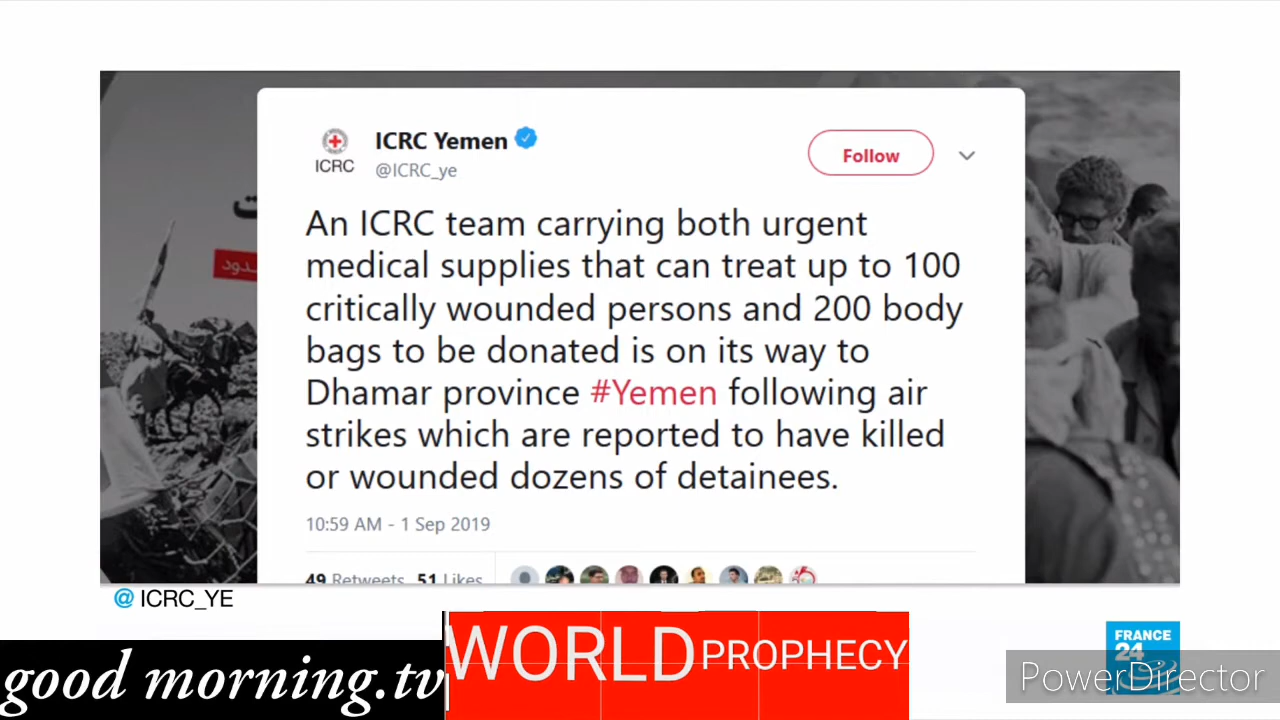 ICRC Yemen
@ICRC_ye
Follow
ICRC
An ICRC team carrying both urgent
medical supplies that can treat up to 100
critically wounded persons and 200 body
bags to be donated is on its way to
Dhamar province #Yemen following air
strikes which are reported to have killed
or wounded dozens of detainees.
10:59 AM - 1 Sep 2019
49 Retweets 51 Likes
@ ICRC_YE
good morning.tv
WORLD PROPHECY
FRANCE
24
PowerDirector